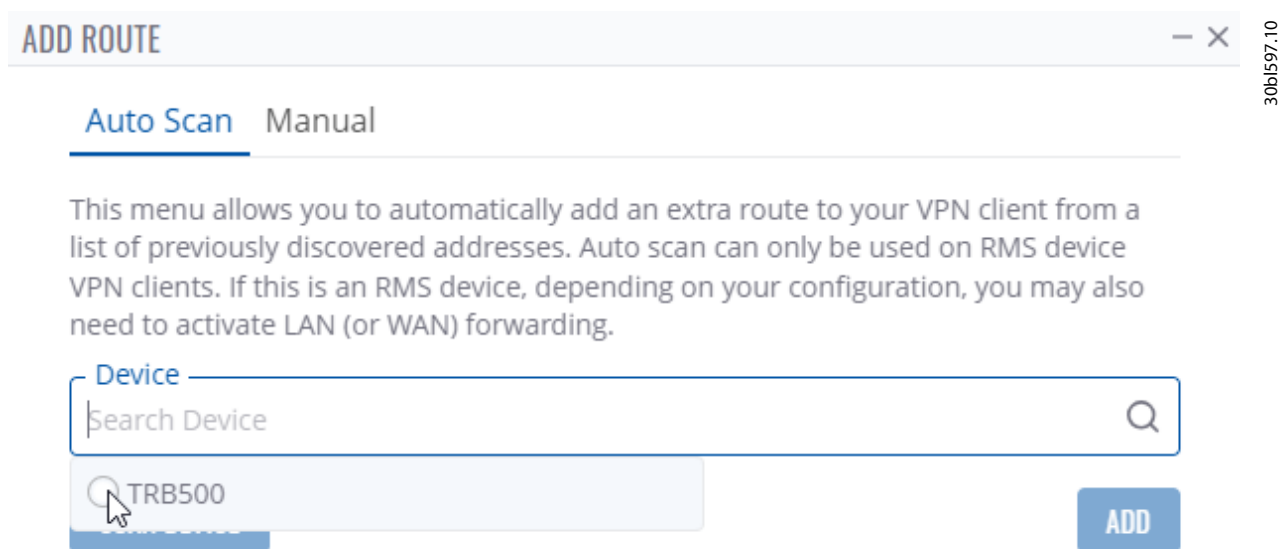 ADD ROUTE
30bl597.10
Auto Scan Manual
This menu allows you to automatically add an extra route to your VPN client from a
list of previously discovered addresses. Auto scan can only be used on RMS device
VPN clients. If this is an RMS device, depending on your configuration, you may also
need to activate LAN (or WAN) forwarding.
Device
Search Device
TRB500
ADD